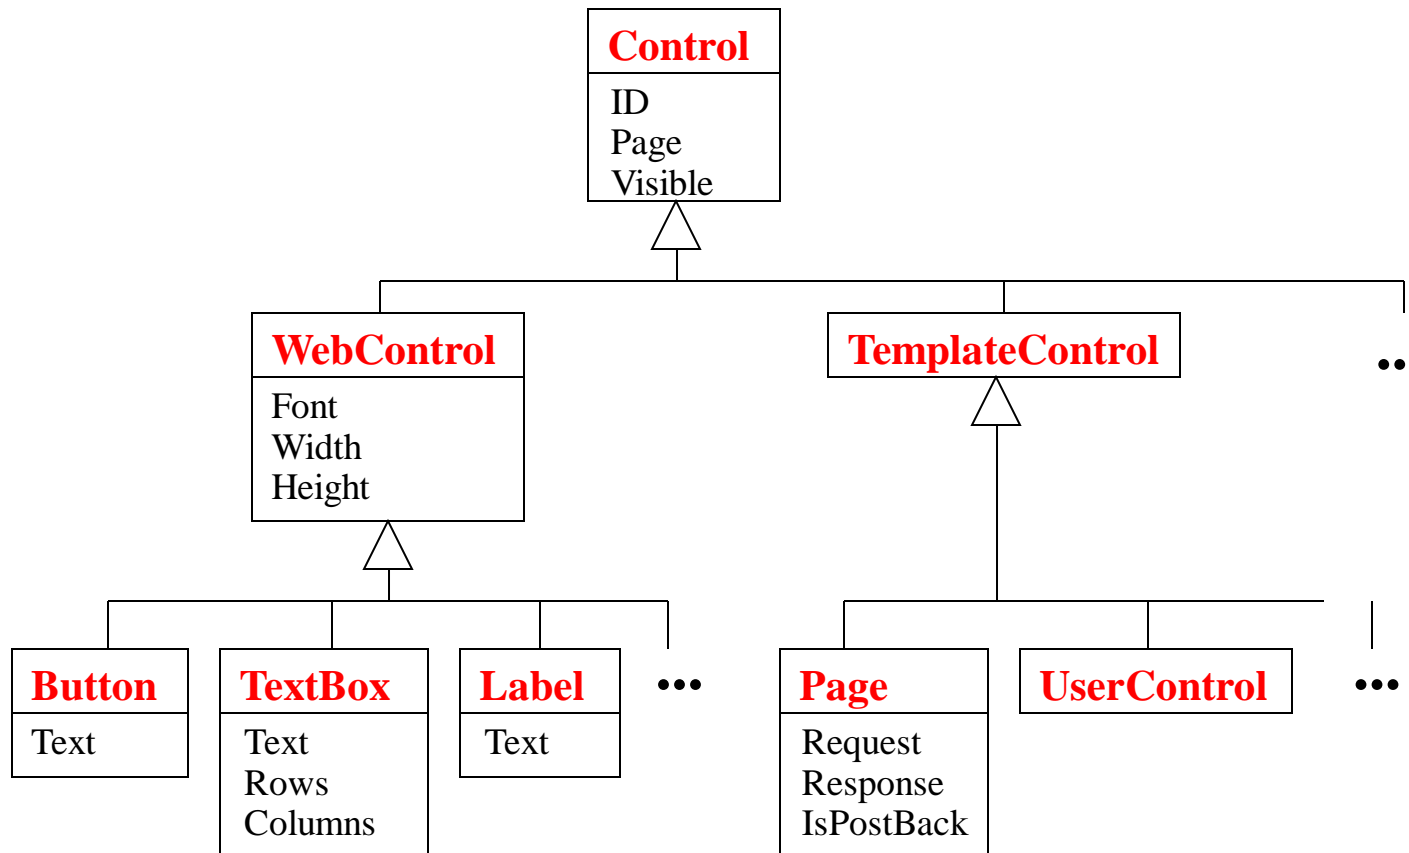 Control
ID
Page
Visible
WebControl
Font
Width
Height
TemplateControl
..
Button
Text
TextBox
Text
Rows
Columns
Label
Text
...
Page
Request
Response
IsPostBack
UserControl
...